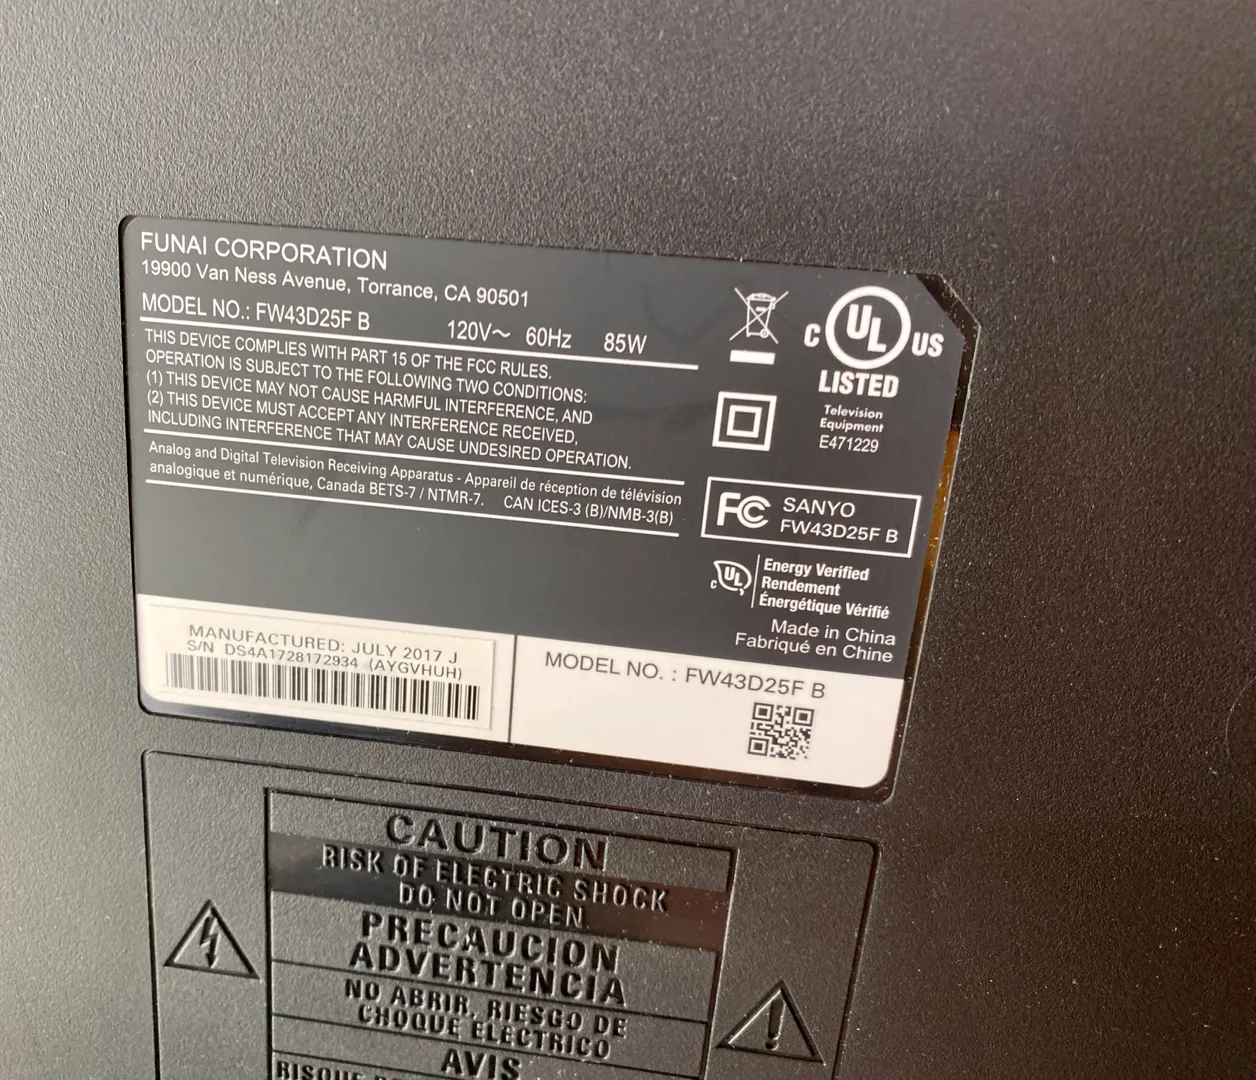 FUNAI CORPORATION
19900 Van Ness Avenue, Torrance, CA 90501
MODEL NO.: FW43D25F B 120V～ 60Hz 85W
THIS DEVICE COMPLIES WITH PART 15 OF THE FCC RULES.
OPERATION IS SUBJECT TO THE FOLLOWING TWO CONDITIONS:
(1) THIS DEVICE MAY NOT CAUSE HARMFUL INTERFERENCE, AND
(2) THIS DEVICE MUST ACCEPT ANY INTERFERENCE RECEIVED,
INCLUDING INTERFERENCE THAT MAY CAUSE UNDESIRED OPERATION.
Analog and Digital Television Receiving Apparatus - Appareil de réception de télévision
analogique et numérique, Canada BETS-7 / NTMR-7. CAN ICES-3 (B)/NMB-3(B)
C UL US
LISTED
Television
Equipment
E471229
FC SANYO
FW43D25F B
C UL Energy Verified
Rendement
Énergétique Vérifié
Made in China
Fabriqué en Chine
MANUFACTURED: JULY 2017 J
S/N DS4A1728172934 (AYGVHUH)
MODEL NO. : FW43D25F B
CAUTION
RISK OF ELECTRIC SHOCK
DO NOT OPEN
PRECAUCION
ADVERTENCIA
NO ABRIR, RIESGO DE
CHOQUE ELECTRICO
AVIS